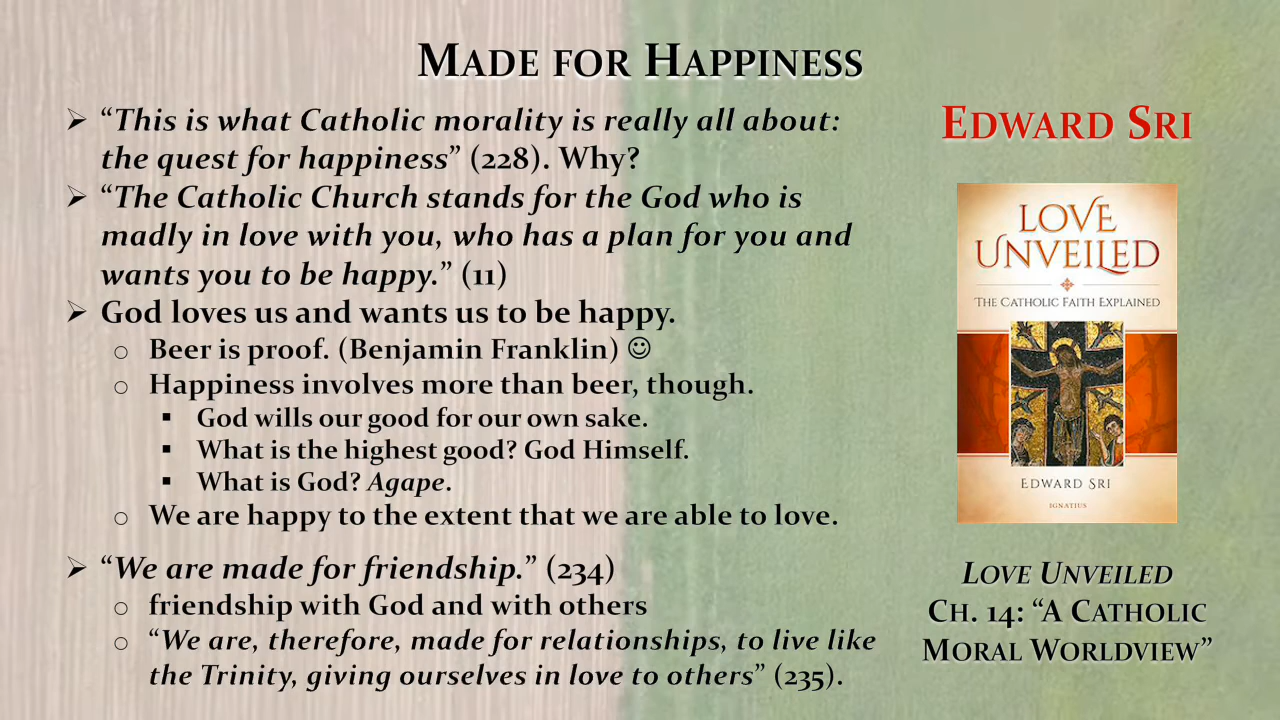 MADE FOR HAPPINESS
➢ “This is what Catholic morality is really all about:
the quest for happiness” (228). Why?
➢ “The Catholic Church stands for the God who is
madly in love with you, who has a plan for you and
wants you to be happy.” (11)
➢ God loves us and wants us to be happy.
o Beer is proof. (Benjamin Franklin) ☺
o Happiness involves more than beer, though.
▪ God wills our good for our own sake.
▪ What is the highest good? God Himself.
▪ What is God? Agape.
o We are happy to the extent that we are able to love.
➢ “We are made for friendship.” (234)
o friendship with God and with others
o “We are, therefore, made for relationships, to live like
the Trinity, giving ourselves in love to others” (235).
EDWARD SRI
LOVE
UNVEILED
THE CATHOLIC FAITH EXPLAINED
EDWARD SRI
IGNATIUS
LOVE UNVEILED
CH. 14: “A CATHOLIC
MORAL WORLDVIEW”